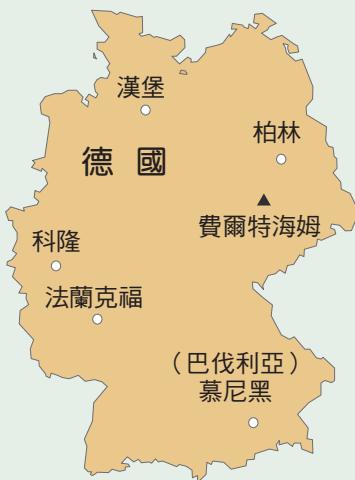 漢堡
柏林
德國
費爾特海姆
科隆
法蘭克福
（巴伐利亞）
慕尼黑